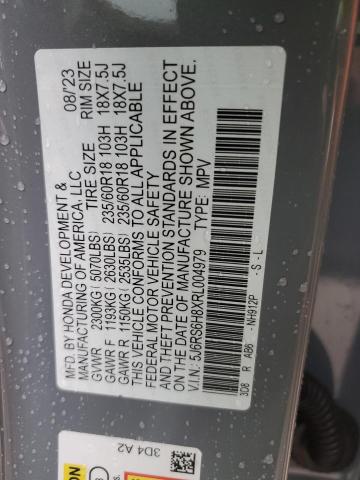 MFD. BY HONDA DEVELOPMENT & 08/'23
MANUFACTURING OF AMERICA, LLC
TIRE SIZE RIM SIZE
GVWR 2300KG(5070LBS)
GAWR F 1193KG(2630LBS) 235/60R18 103H 18X7.5J
GAWR R 1150KG(2535LBS) 235/60R18 103H 18X7.5J
THIS VEHICLE CONFORMS TO ALL APPLICABLE
FEDERAL MOTOR VEHICLE SAFETY
AND THEFT PREVENTION STANDARDS IN EFFECT
ON THE DATE OF MANUFACTURE SHOWN ABOVE.
V.I.N.: 5J6RS6H8XRL004979 TYPE: MPV
3D8 R AB6 -NH912P -S-L-
3D4 A2